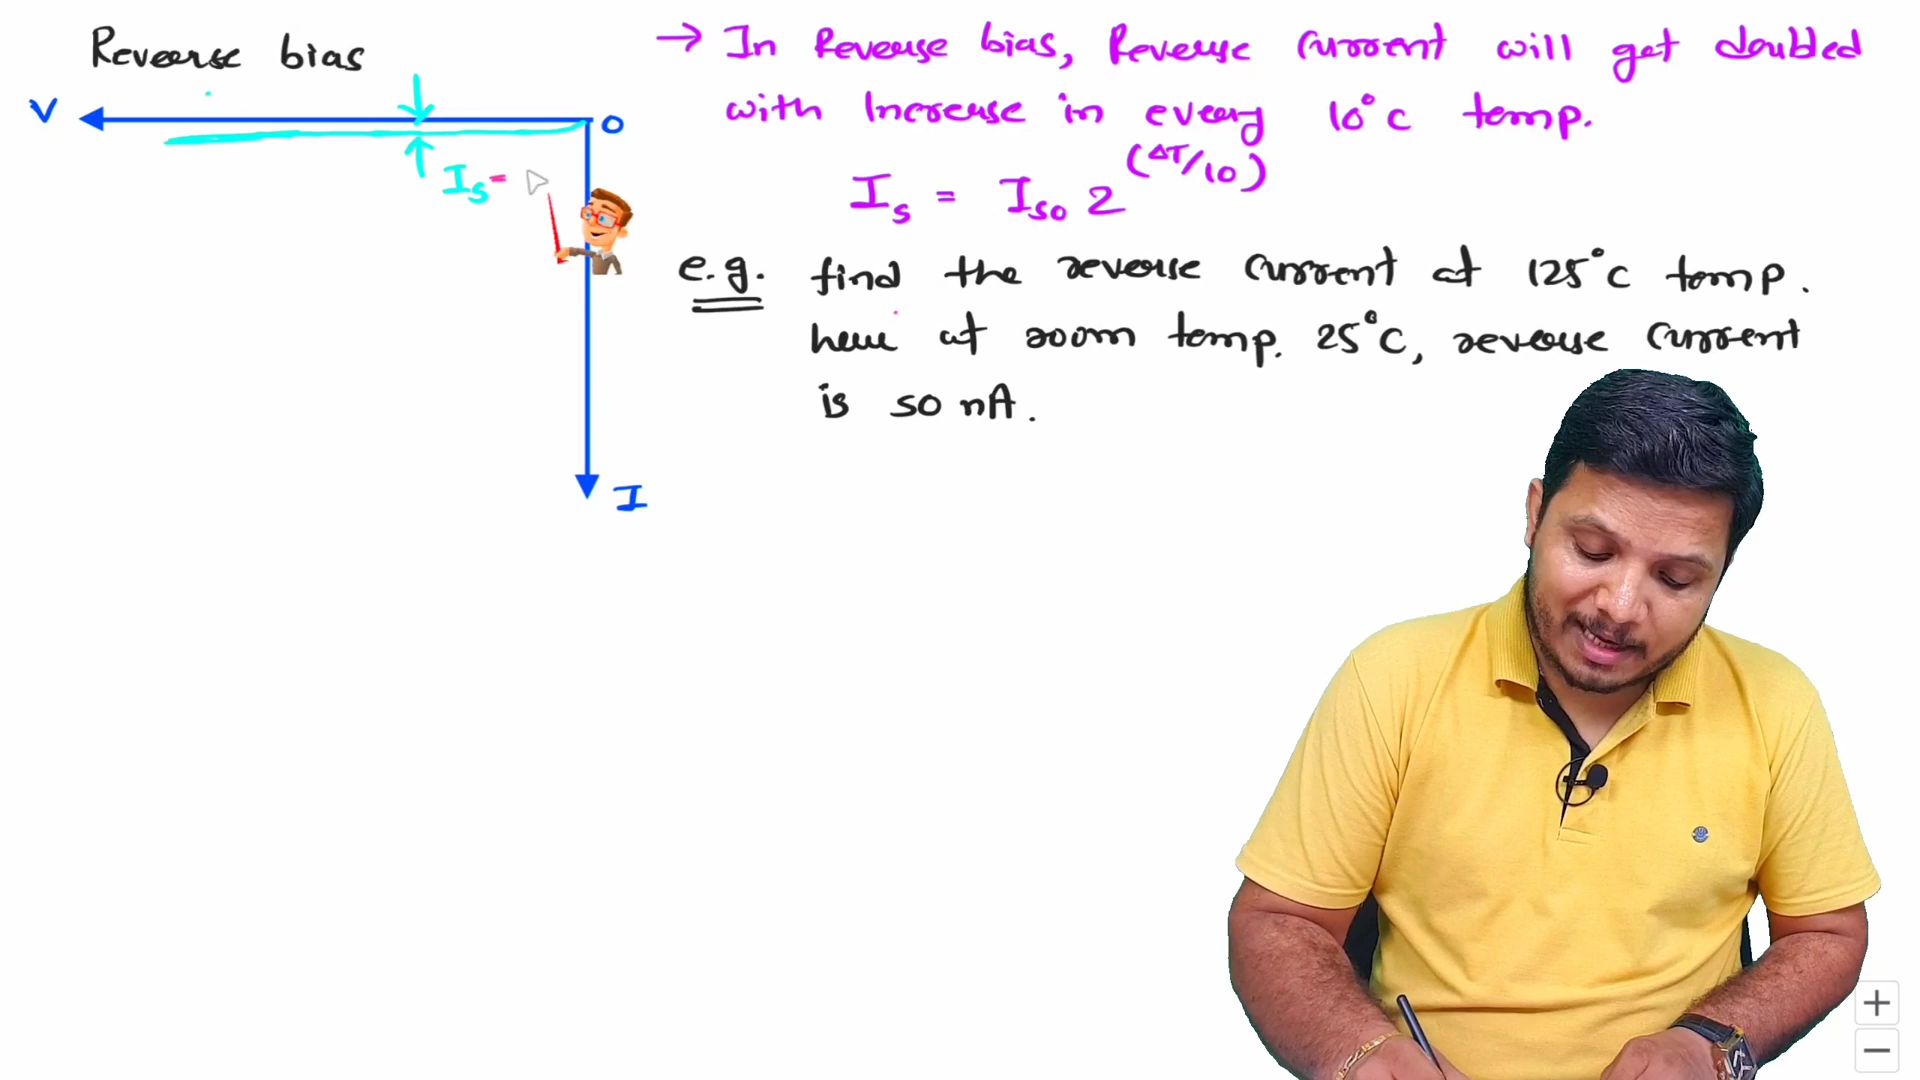 Reverse bias
V
O
Is =
I
→ In Reverse bias, Reverse Current will get doubled
with Increase in every 10°C temp.
Is = Iso 2^(ΔT/10)
e.g. find the reverse current at 125°C temp.
here at room temp. 25°C, reverse current
is 50 nA.
+
−